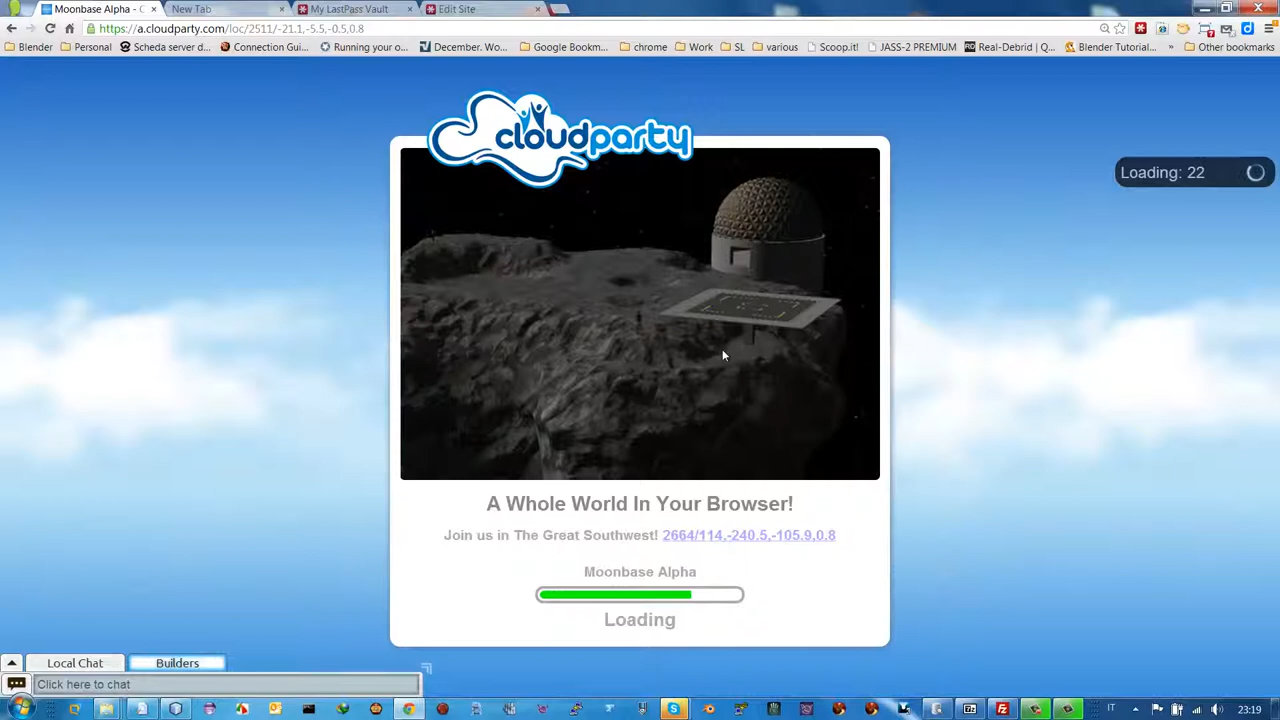 Moonbase Alpha - C
New Tab
My LastPass Vault
Edit Site
https://a.cloudparty.com/loc/2511/-21.1,-5.5,-0.5,0.8
Blender
Personal
Scheda server d...
Connection Gui...
Running your o...
December. Wo...
Google Bookm...
chrome
Work
SL
various
Scoop.it!
JASS-2 PREMIUM
Real-Debrid | Q...
Blender Tutorial...
»
Other bookmarks
cloudparty
Loading: 22
A Whole World In Your Browser!
Join us in The Great Southwest! 2664/114,-240.5,-105.9,0.8
Moonbase Alpha
Loading
Local Chat
Builders
Click here to chat
IT
23:19